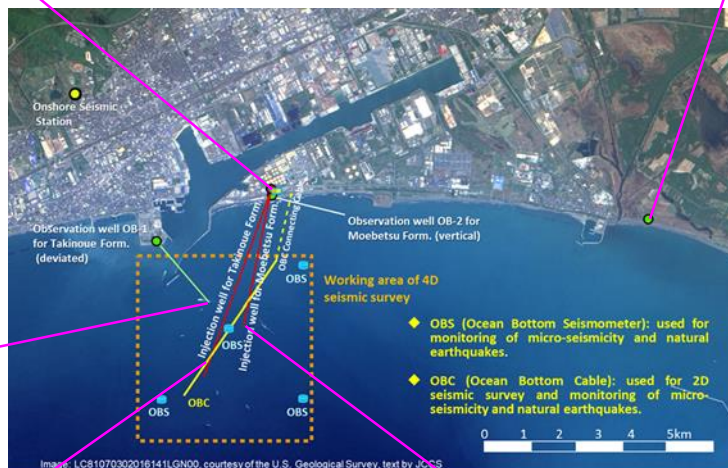 Onshore Seismic
Station
Observation well OB-1
for Takinoue Form.
(deviated)
Injection well for Takinoue Form.
Injection well for Moebetsu Form.
OBC Connecting Cable
Observation well OB-2 for
Moebetsu Form. (vertical)
OBS
Working area of 4D
seismic survey
OBS
OBC
OBS
OBS
◆ OBS (Ocean Bottom Seismometer): used for
monitoring of micro-seismicity and natural
earthquakes.
◆ OBC (Ocean Bottom Cable): used for 2D
seismic survey and monitoring of micro-
seismicity and natural earthquakes.
0 1 2 3 4 5km
Image: LC81070302016141LGN00, courtesy of the U.S. Geological Survey, text by JCCS